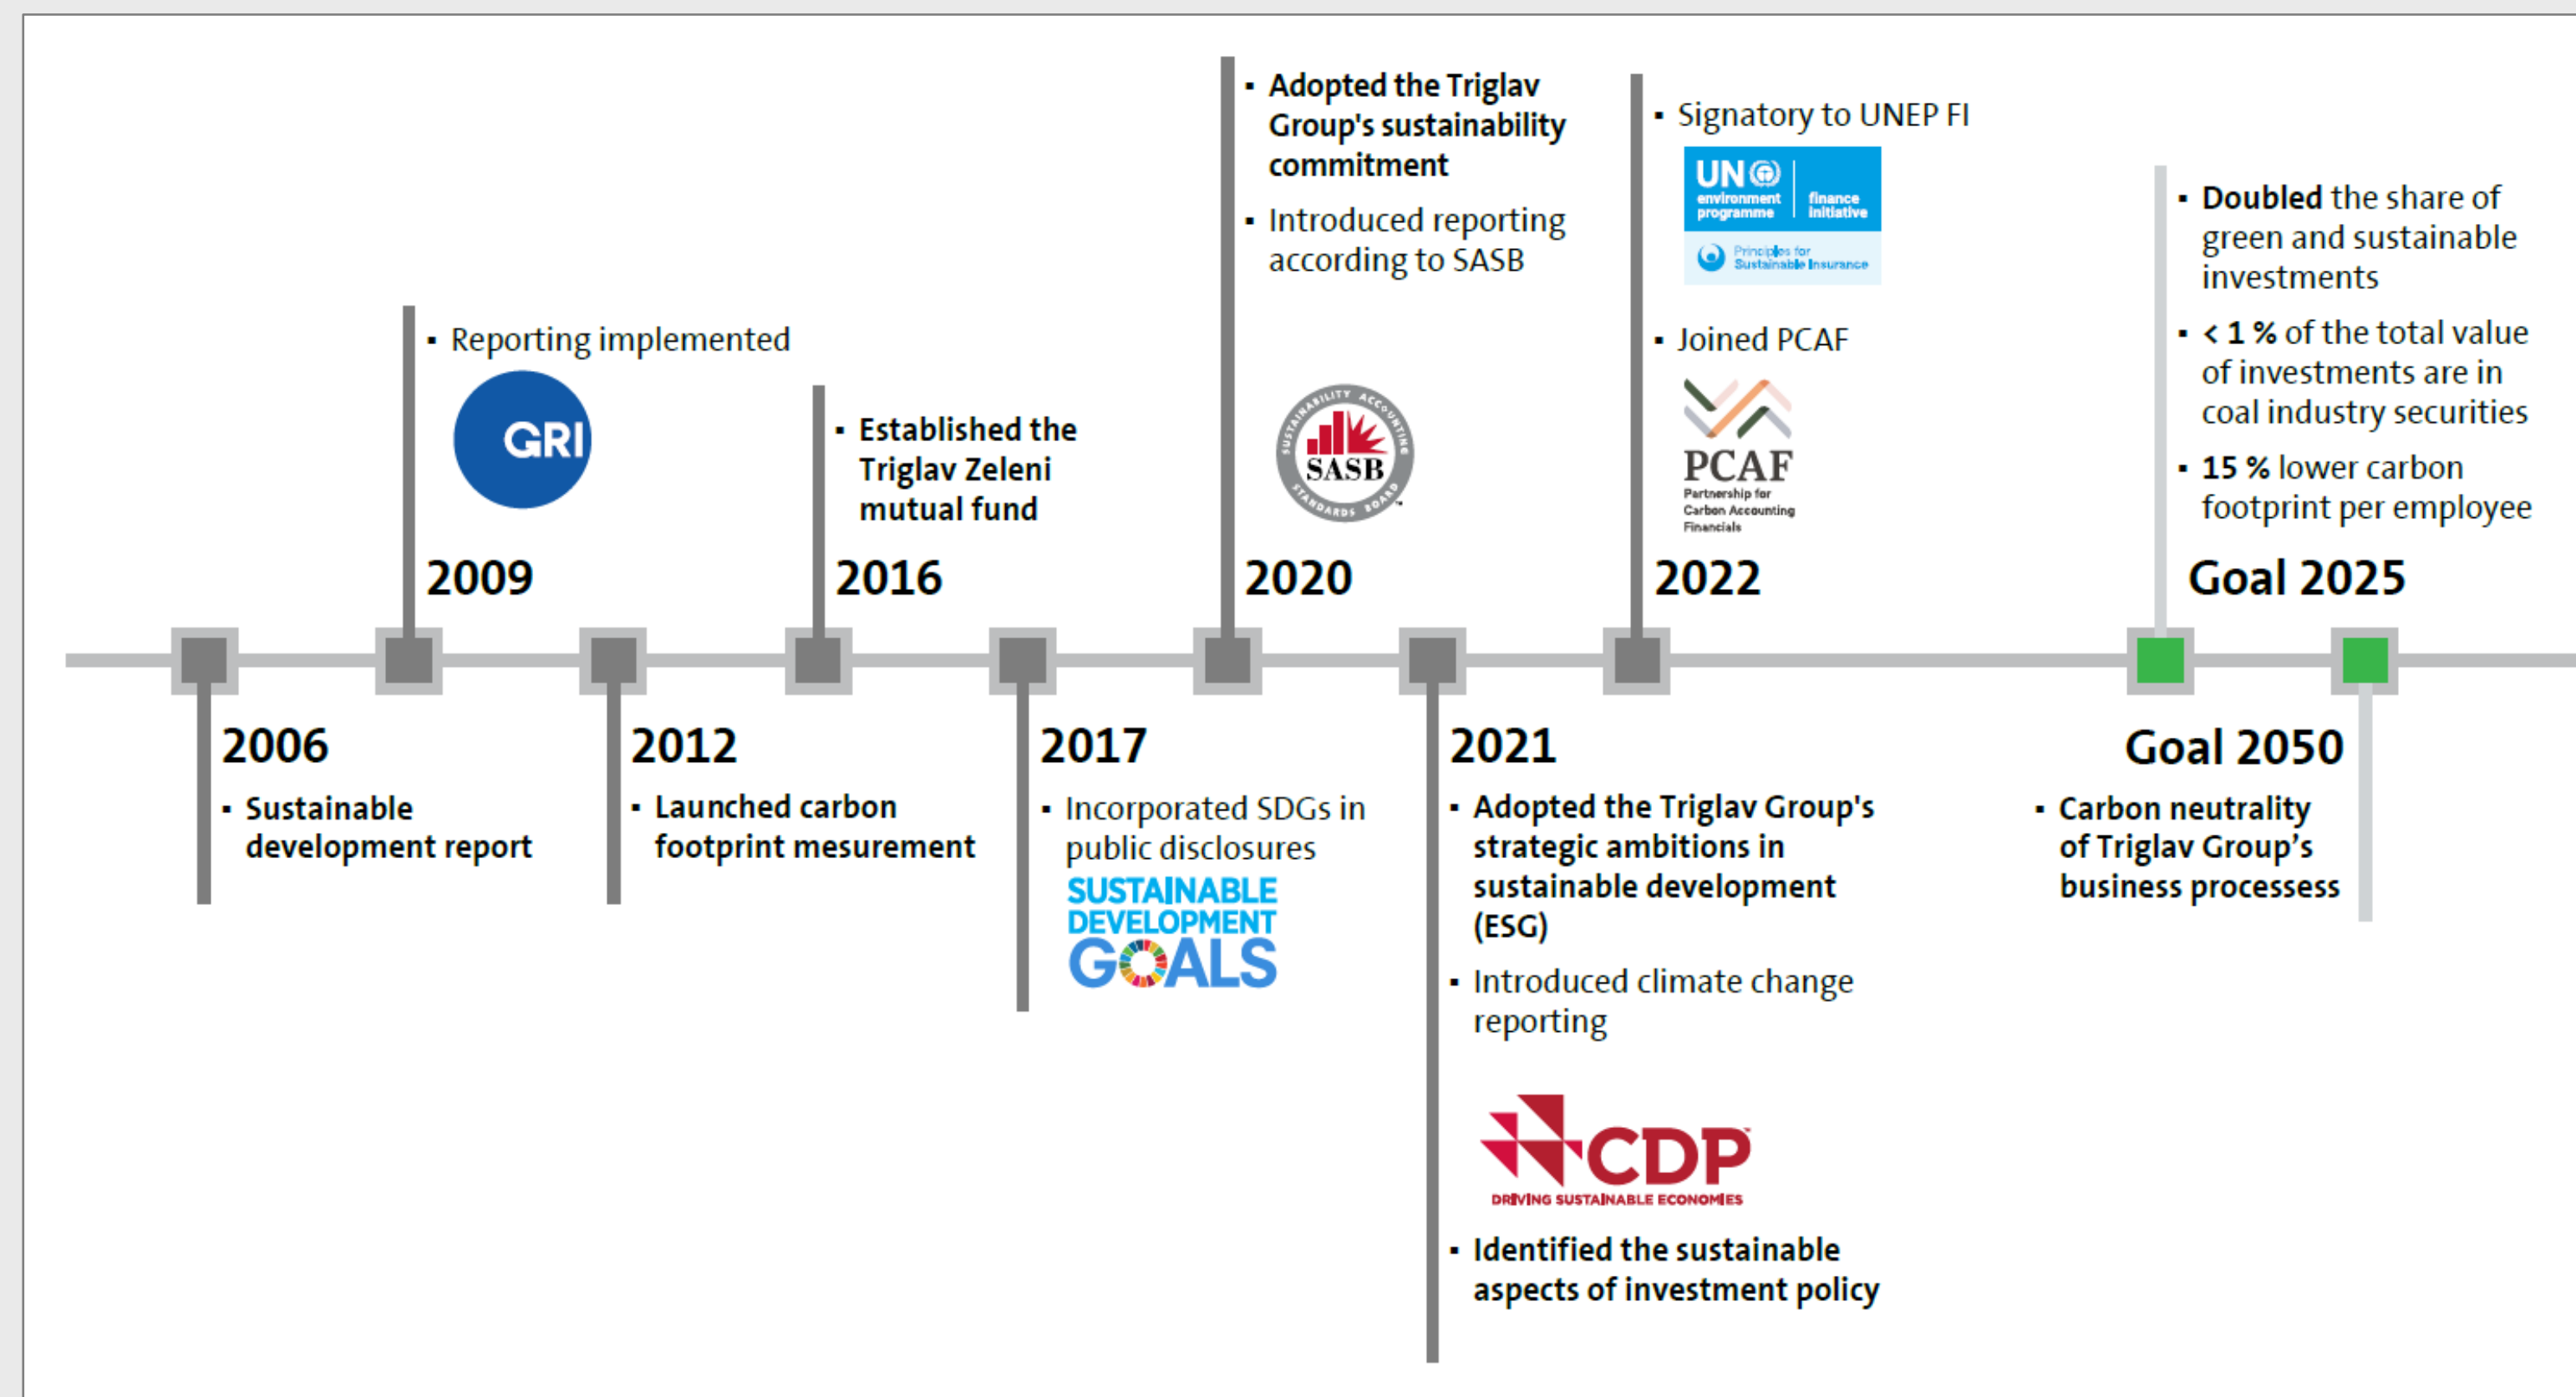 ▪ Reporting implemented
GRI
2009
▪ Established the
Triglav Zeleni
mutual fund
2016
▪ Adopted the Triglav
Group's sustainability
commitment
▪ Introduced reporting
according to SASB
SUSTAINABILITY ACCOUNTING
SASB
STANDARDS BOARD
2020
▪ Signatory to UNEP FI
UN
environment
programme
finance
initiative
Principles for
Sustainable Insurance
▪ Joined PCAF
PCAF
Partnership for
Carbon Accounting
Financials
2022
▪ Doubled the share of
green and sustainable
investments
▪ < 1 % of the total value
of investments are in
coal industry securities
▪ 15 % lower carbon
footprint per employee
Goal 2025
2006
▪ Sustainable
development report
2012
▪ Launched carbon
footprint mesurement
2017
▪ Incorporated SDGs in
public disclosures
SUSTAINABLE
DEVELOPMENT
GOALS
2021
▪ Adopted the Triglav Group's
strategic ambitions in
sustainable development
(ESG)
▪ Introduced climate change
reporting
CDP
DRIVING SUSTAINABLE ECONOMIES
▪ Identified the sustainable
aspects of investment policy
Goal 2050
▪ Carbon neutrality
of Triglav Group’s
business processess